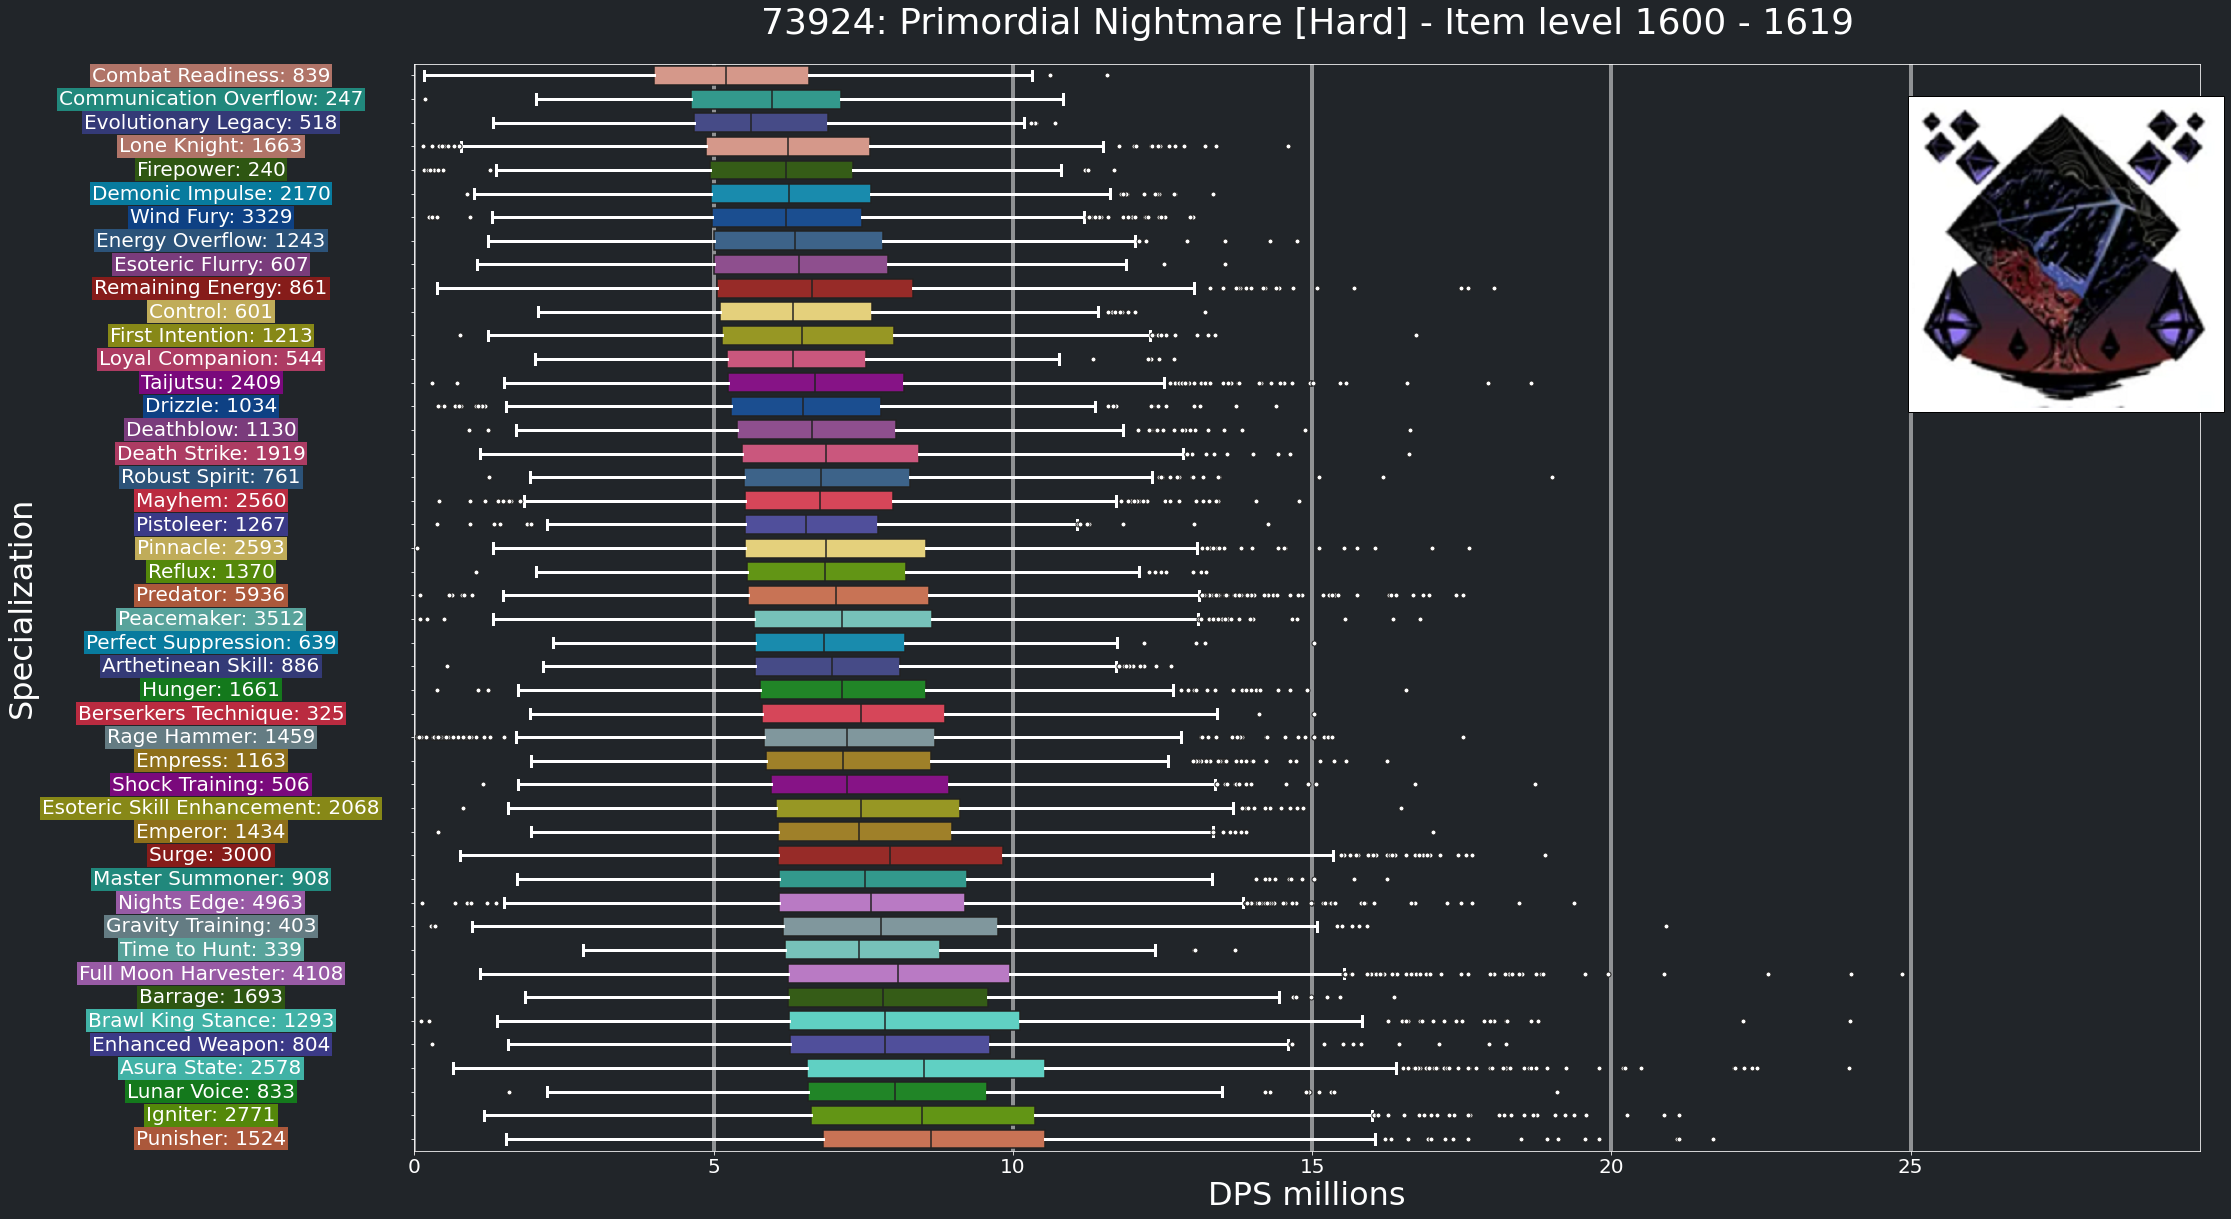 73924: Primordial Nightmare [Hard] - Item level 1600 - 1619
Specialization
Combat Readiness: 839
Communication Overflow: 247
Evolutionary Legacy: 518
Lone Knight: 1663
Firepower: 240
Demonic Impulse: 2170
Wind Fury: 3329
Energy Overflow: 1243
Esoteric Flurry: 607
Remaining Energy: 861
Control: 601
First Intention: 1213
Loyal Companion: 544
Taijutsu: 2409
Drizzle: 1034
Deathblow: 1130
Death Strike: 1919
Robust Spirit: 761
Mayhem: 2560
Pistoleer: 1267
Pinnacle: 2593
Reflux: 1370
Predator: 5936
Peacemaker: 3512
Perfect Suppression: 639
Arthetinean Skill: 886
Hunger: 1661
Berserkers Technique: 325
Rage Hammer: 1459
Empress: 1163
Shock Training: 506
Esoteric Skill Enhancement: 2068
Emperor: 1434
Surge: 3000
Master Summoner: 908
Nights Edge: 4963
Gravity Training: 403
Time to Hunt: 339
Full Moon Harvester: 4108
Barrage: 1693
Brawl King Stance: 1293
Enhanced Weapon: 804
Asura State: 2578
Lunar Voice: 833
Igniter: 2771
Punisher: 1524
0 5 10 15 20 25
DPS millions